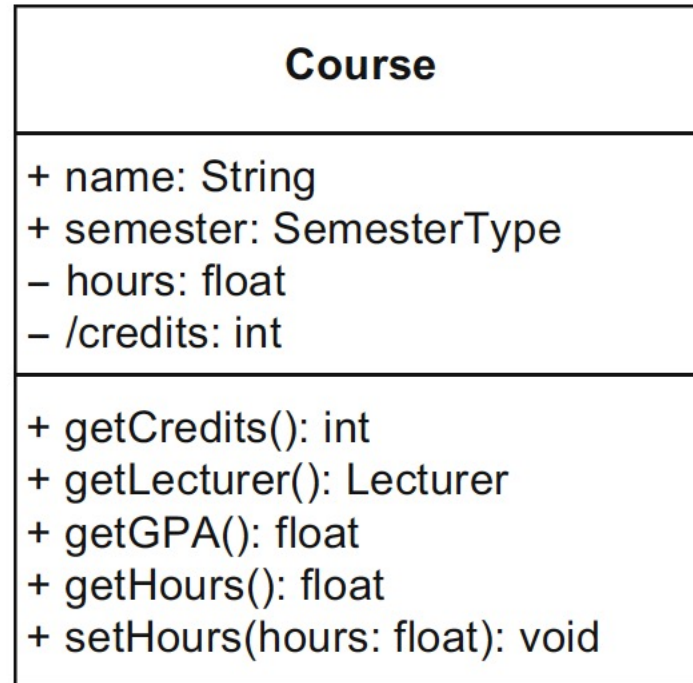 Course
+ name: String
+ semester: SemesterType
– hours: float
– /credits: int
+ getCredits(): int
+ getLecturer(): Lecturer
+ getGPA(): float
+ getHours(): float
+ setHours(hours: float): void